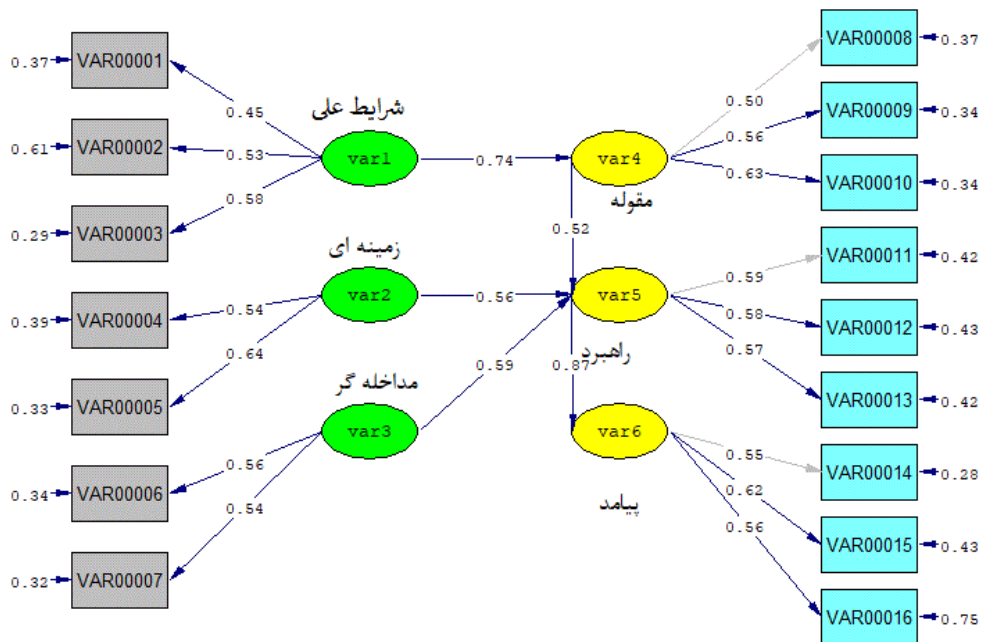 0.37
VAR00001
0.61
VAR00002
0.29
VAR00003
0.39
VAR00004
0.33
VAR00005
0.34
VAR00006
0.32
VAR00007
0.45
0.53
0.58
0.54
0.64
0.56
0.54
شرایط علی
var1
زمینه ای
var2
مداخله گر
var3
0.74
0.56
0.59
var4
مقوله
0.52
var5
راهبرد
0.87
var6
پیامد
0.50
0.56
0.63
0.59
0.58
0.57
0.55
0.62
0.56
VAR00008
0.37
VAR00009
0.34
VAR00010
0.34
VAR00011
0.42
VAR00012
0.43
VAR00013
0.42
VAR00014
0.28
VAR00015
0.43
VAR00016
0.75